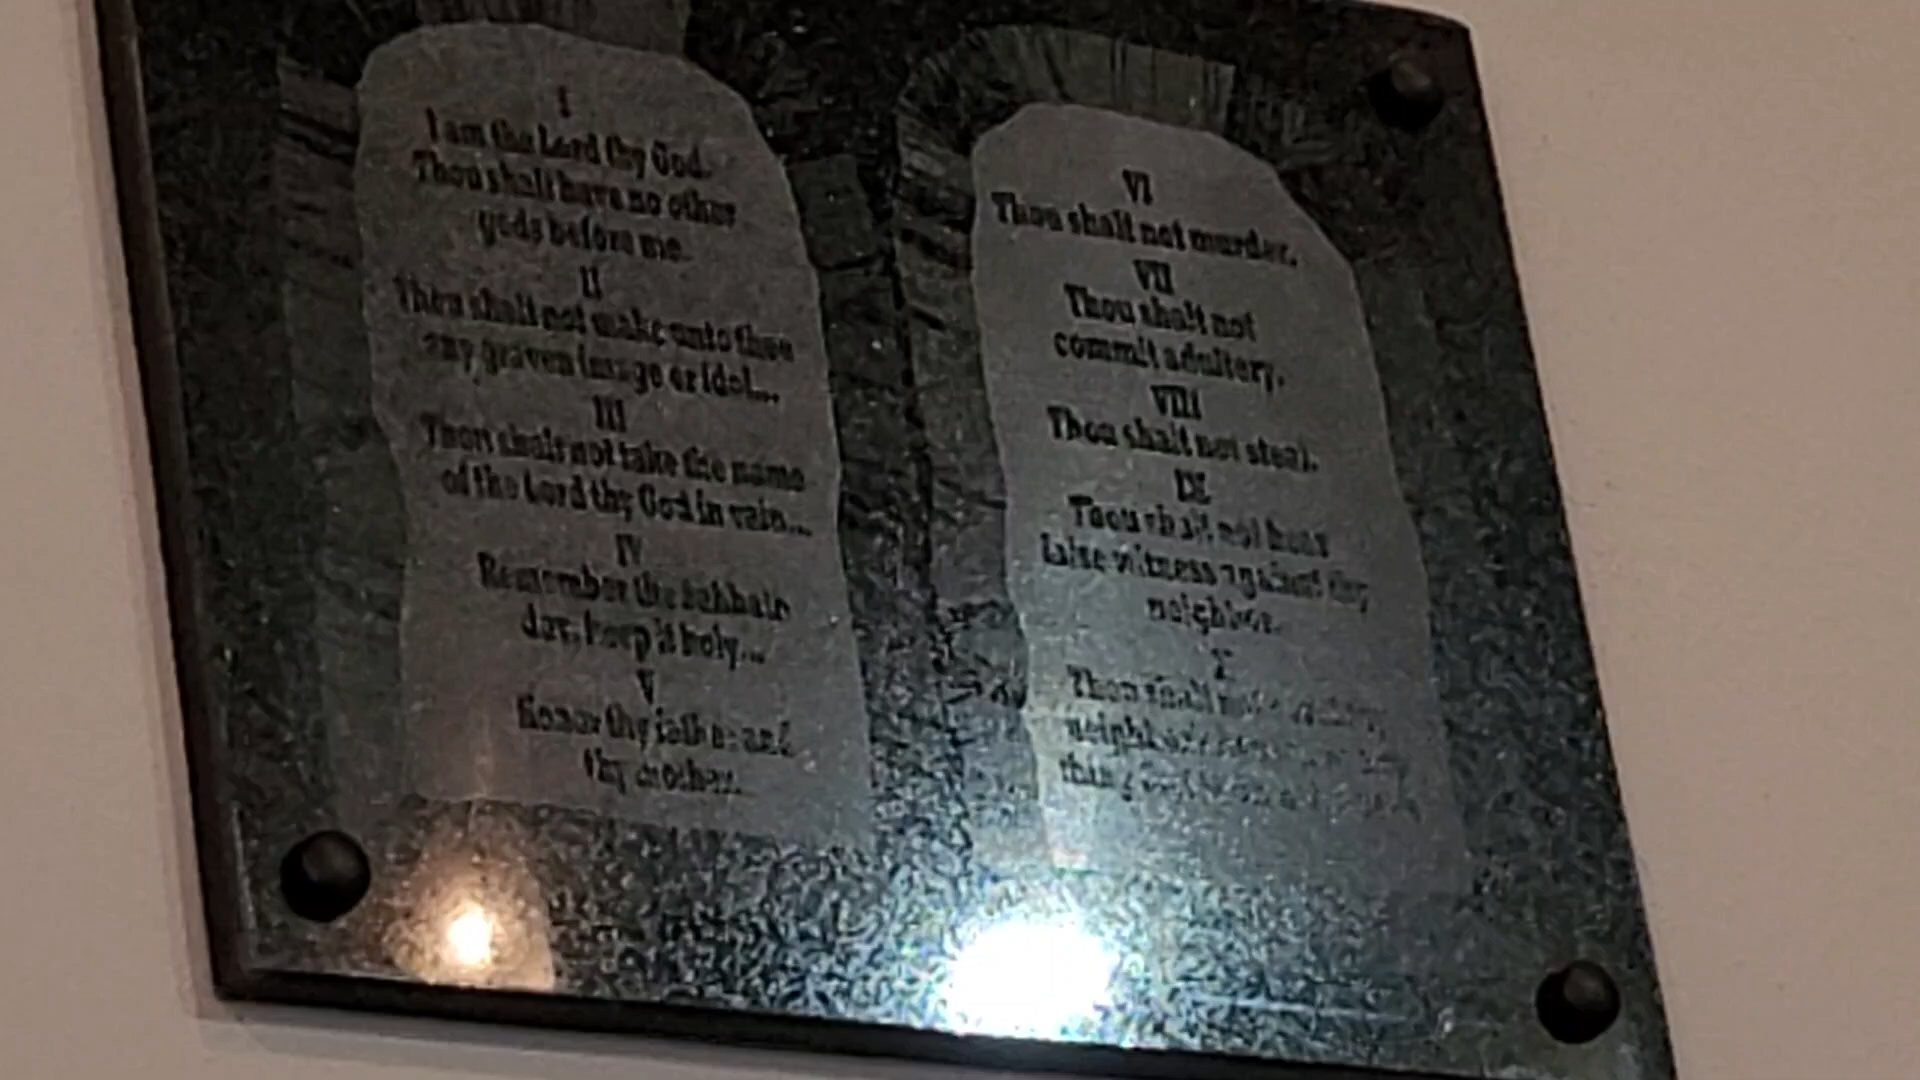 I
I am the Lord thy God.
Thou shalt have no other
gods before me.
II
Thou shalt not make unto thee
any graven image or idol...
III
Thou shalt not take the name
of the Lord thy God in vain...
IV
Remember the sabbath
day, keep it holy...
V
Honor thy father and
thy mother.
VI
Thou shalt not murder.
VII
Thou shalt not
commit adultery.
VIII
Thou shalt not steal.
IX
Thou shalt not bear
false witness against thy
neighbor.
X
Thou shalt not